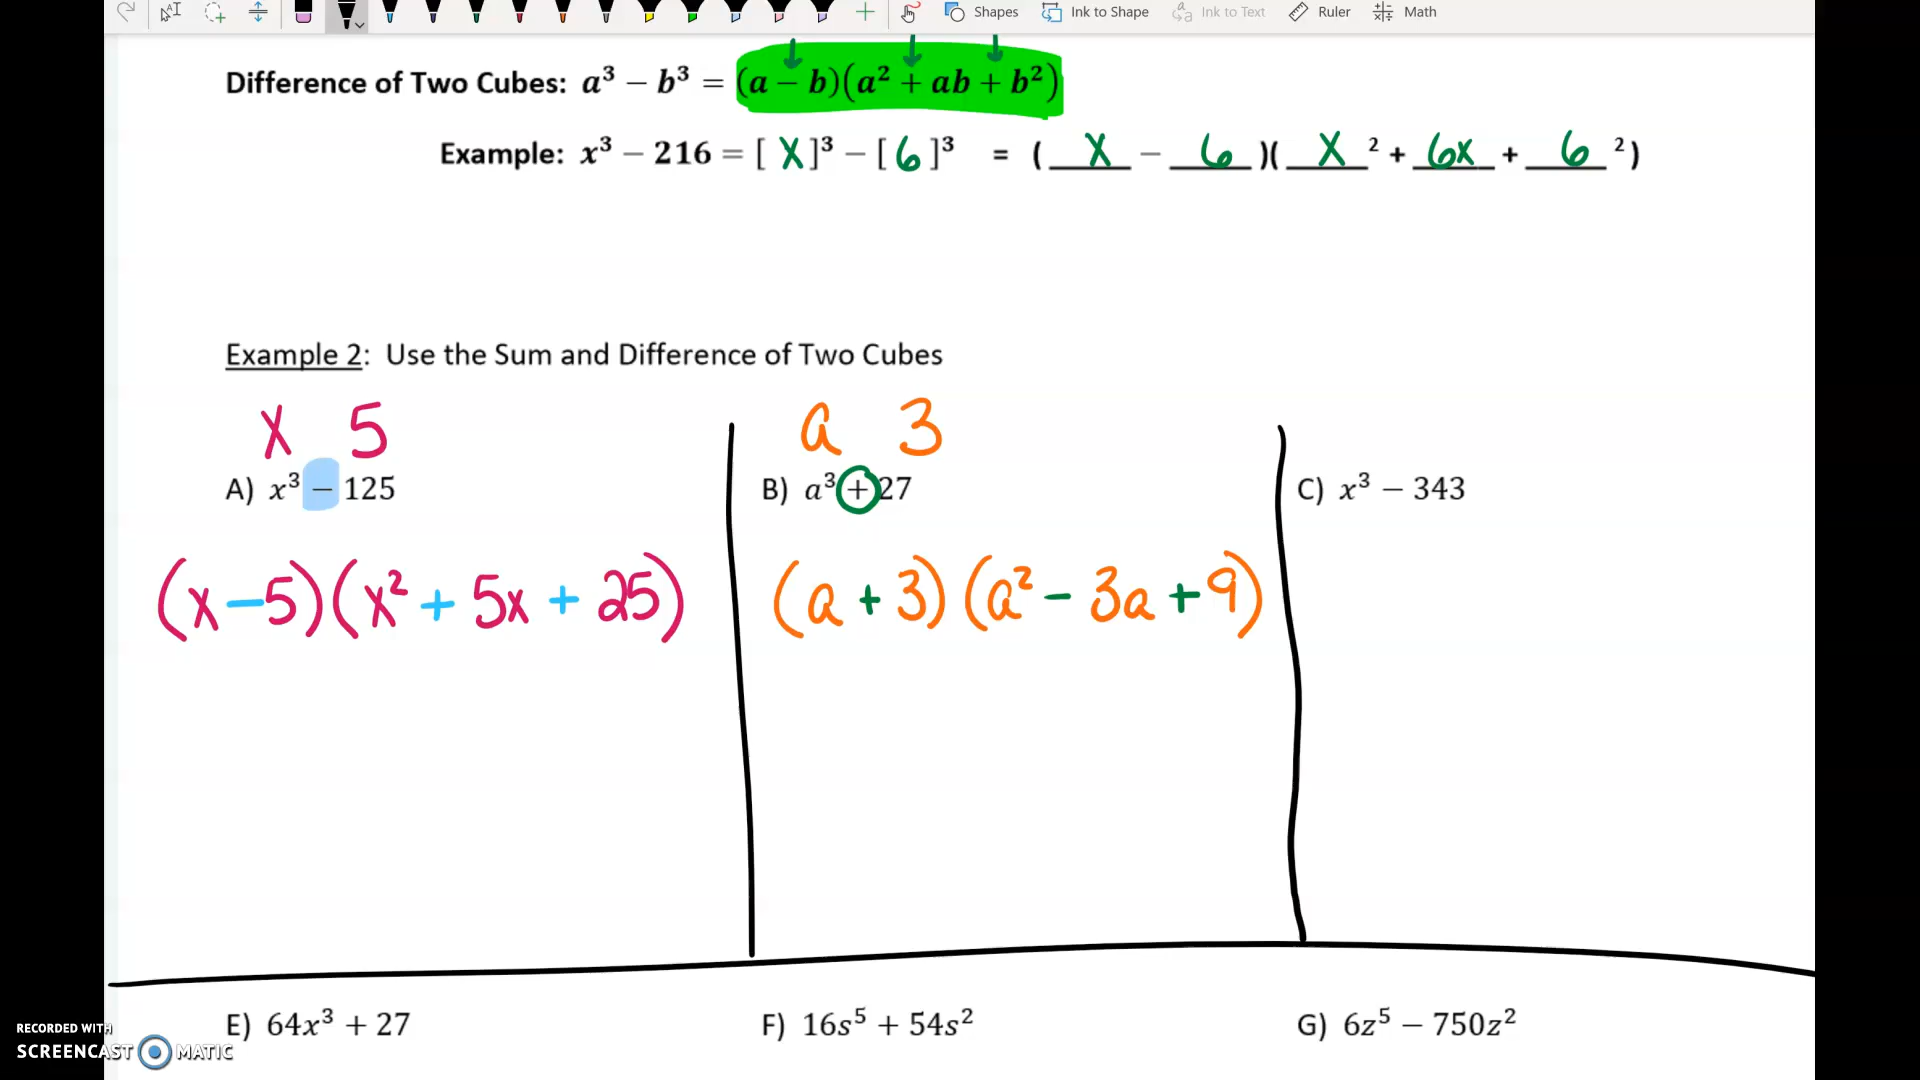 Shapes Ink to Shape Ink to Text Ruler Math
Difference of Two Cubes: a³ − b³ = (a − b)(a² + ab + b²)
Example: x³ − 216 = [ X ]³ − [ 6 ]³ = ( X − 6 )( X ² + 6x + 6 ²)
Example 2: Use the Sum and Difference of Two Cubes
X 5 a 3
A) x³ − 125 B) a³ + 27 C) x³ − 343
(x − 5)(x² + 5x + 25) (a + 3)(a² − 3a + 9)
E) 64x³ + 27 F) 16s⁵ + 54s² G) 6z⁵ − 750z²
RECORDED WITH
SCREENCAST MATIC